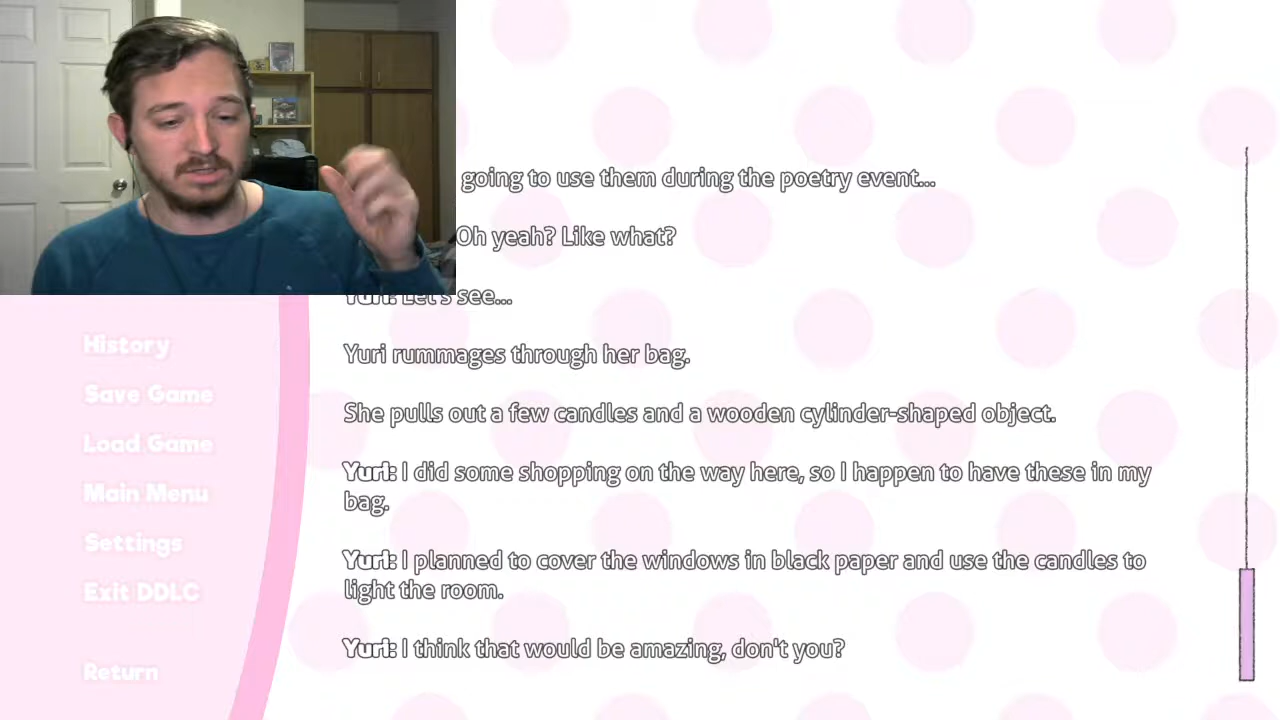 going to use them during the poetry event...
Oh yeah? Like what?
Yuri: Let's see...
Yuri rummages through her bag.
She pulls out a few candles and a wooden cylinder-shaped object.
Yuri: I did some shopping on the way here, so I happen to have these in my
bag.
Yuri: I planned to cover the windows in black paper and use the candles to
light the room.
Yuri: I think that would be amazing, don't you?
History
Save Game
Load Game
Main Menu
Settings
Exit DDLC
Return